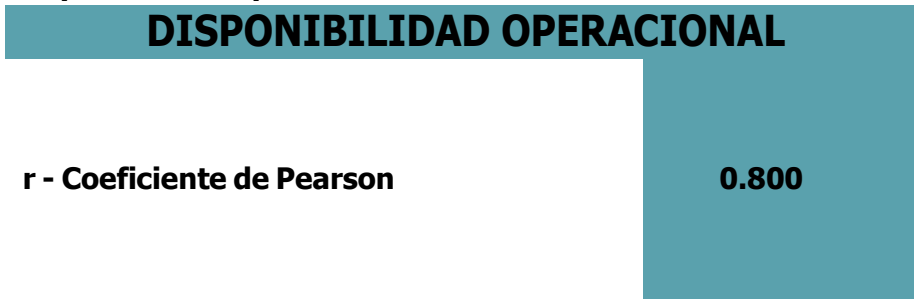 DISPONIBILIDAD OPERACIONAL
r - Coeficiente de Pearson 0.800